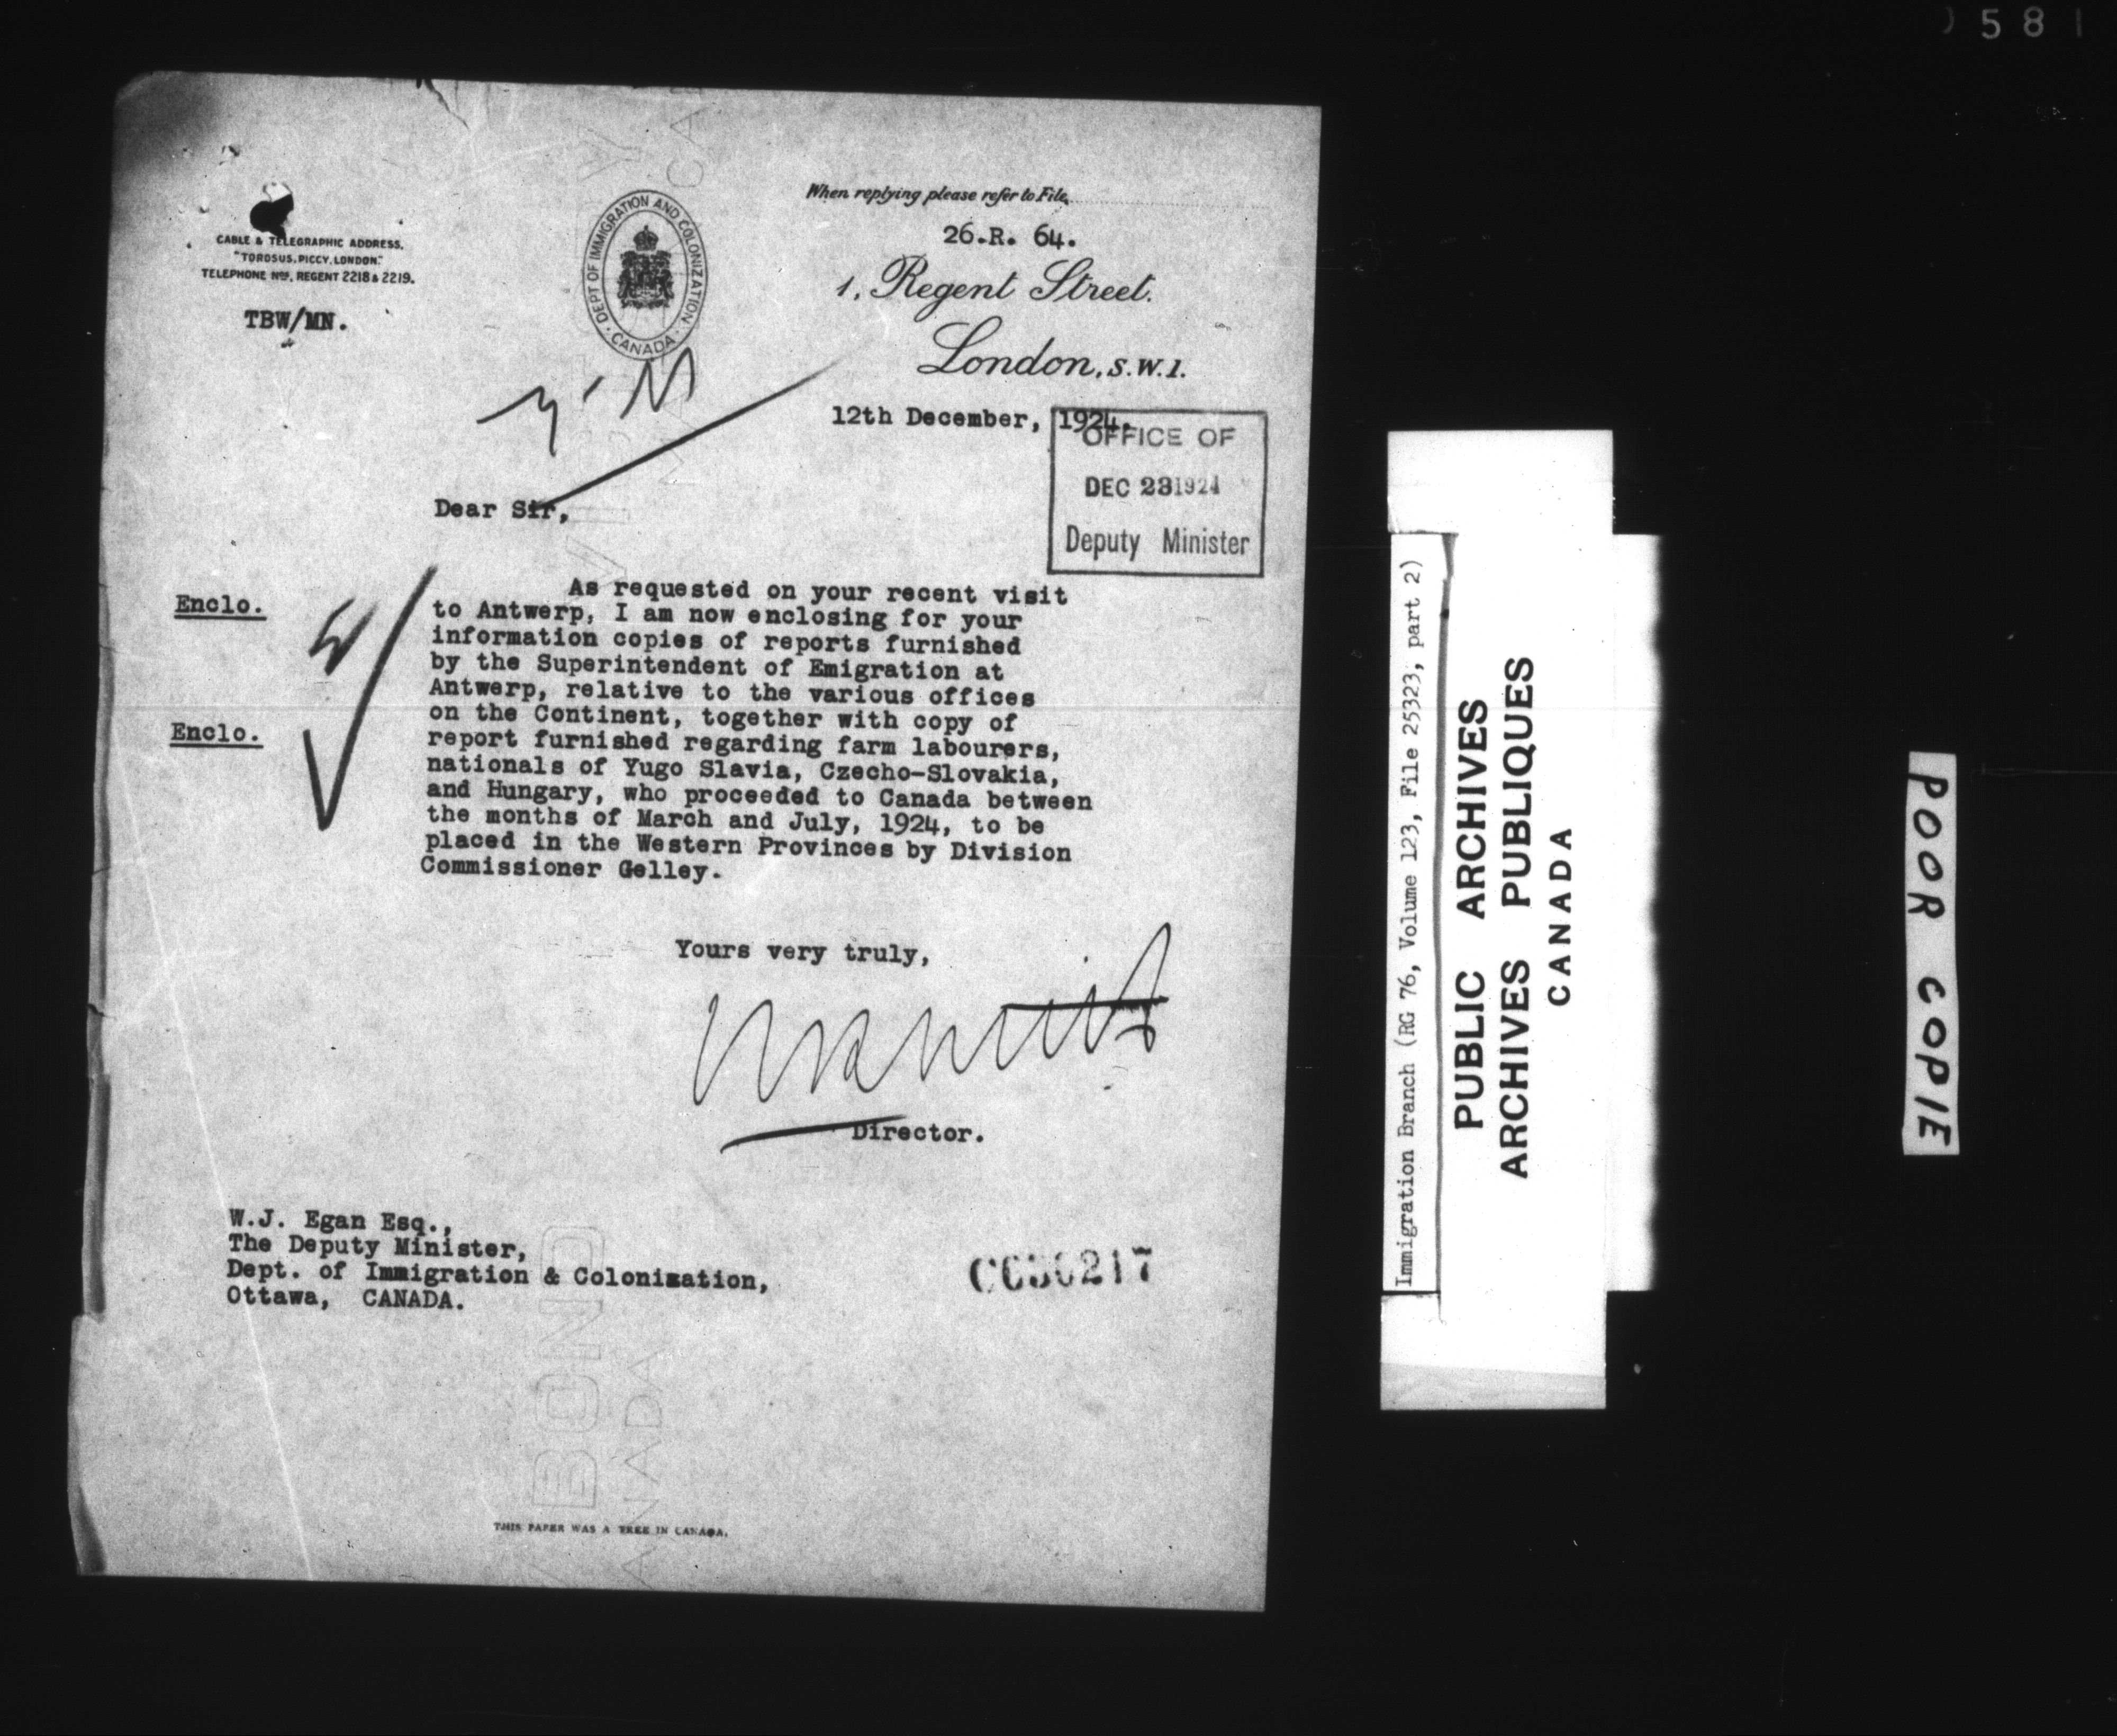 581
When replying please refer to File
26.R. 64.
CABLE & TELEGRAPHIC ADDRESS,
"TOROSUS, PICCY, LONDON."
TELEPHONE Nos. REGENT 2218 & 2219.
TBW/MN.
DEPT OF IMMIGRATION AND COLONIZATION
CANADA
1, Regent Street.
London, S.W.1.
12th December, 1924.
OFFICE OF
DEC 23 1924
Deputy Minister
Dear Sir,
Enclo.
As requested on your recent visit
to Antwerp, I am now enclosing for your
information copies of reports furnished
by the Superintendent of Emigration at
Antwerp, relative to the various offices
Enclo.
on the Continent, together with copy of
report furnished regarding farm labourers,
nationals of Yugo Slavia, Czecho-Slovakia,
and Hungary, who proceeded to Canada between
the months of March and July, 1924, to be
placed in the Western Provinces by Division
Commissioner Gelley.
Yours very truly,
Director.
W.J. Egan Esq.,
The Deputy Minister,
Dept. of Immigration & Colonization,
Ottawa, CANADA.
BOND
CANADA
THIS PAPER WAS A TREE IN CANADA.
Immigration Branch (RG 76, Volume 123, File 25323, part 2)
PUBLIC ARCHIVES
ARCHIVES PUBLIQUES
CANADA
POOR COPIE